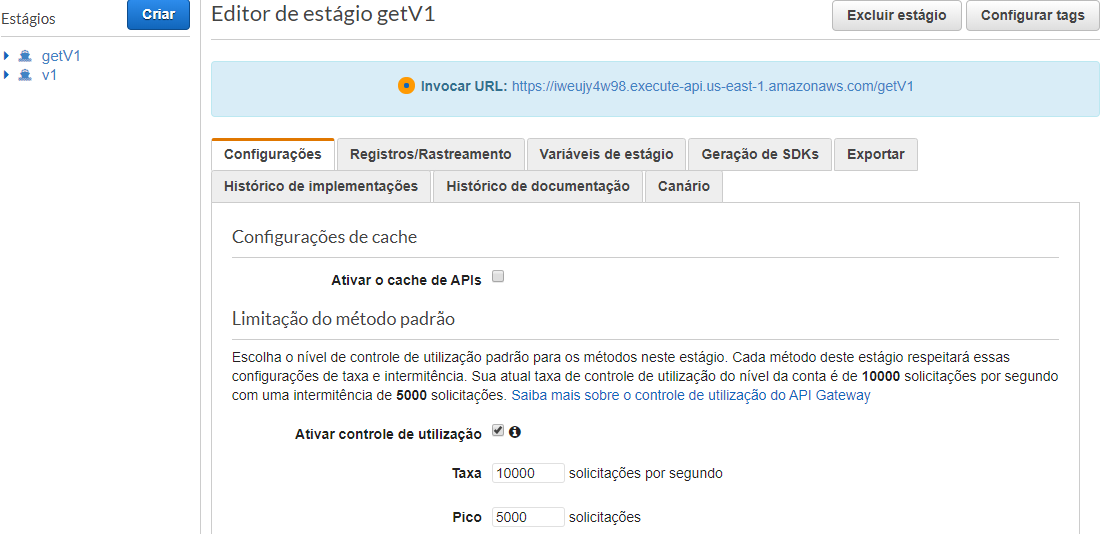 Estágios
Criar
getV1
v1
Editor de estágio getV1
Excluir estágio
Configurar tags
Invocar URL: https://iweujy4w98.execute-api.us-east-1.amazonaws.com/getV1
Configurações
Registros/Rastreamento
Variáveis de estágio
Geração de SDKs
Exportar
Histórico de implementações
Histórico de documentação
Canário
Configurações de cache
Ativar o cache de APIs
Limitação do método padrão
Escolha o nível de controle de utilização padrão para os métodos neste estágio. Cada método deste estágio respeitará essas
configurações de taxa e intermitência. Sua atual taxa de controle de utilização do nível da conta é de 10000 solicitações por segundo
com uma intermitência de 5000 solicitações. Saiba mais sobre o controle de utilização do API Gateway
Ativar controle de utilização
Taxa 10000 solicitações por segundo
Pico 5000 solicitações